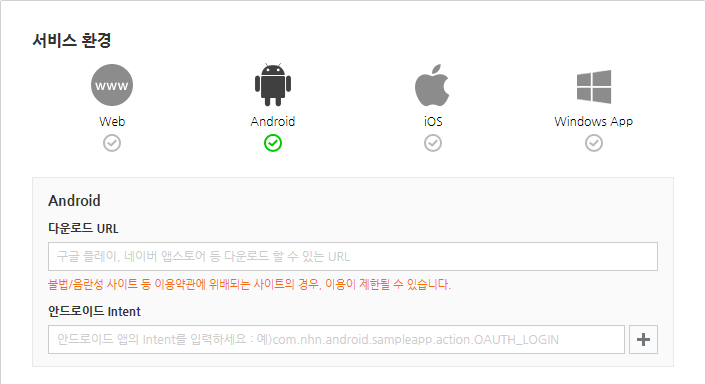 서비스 환경
www
Web
Android
iOS
Windows App
Android
다운로드 URL
구글 플레이, 네이버 앱스토어 등 다운로드 할 수 있는 URL
불법/음란성 사이트 등 이용약관에 위배되는 사이트의 경우, 이용이 제한될 수 있습니다.
안드로이드 Intent
안드로이드 앱의 Intent를 입력하세요 : 예)com.nhn.android.sampleapp.action.OAUTH_LOGIN